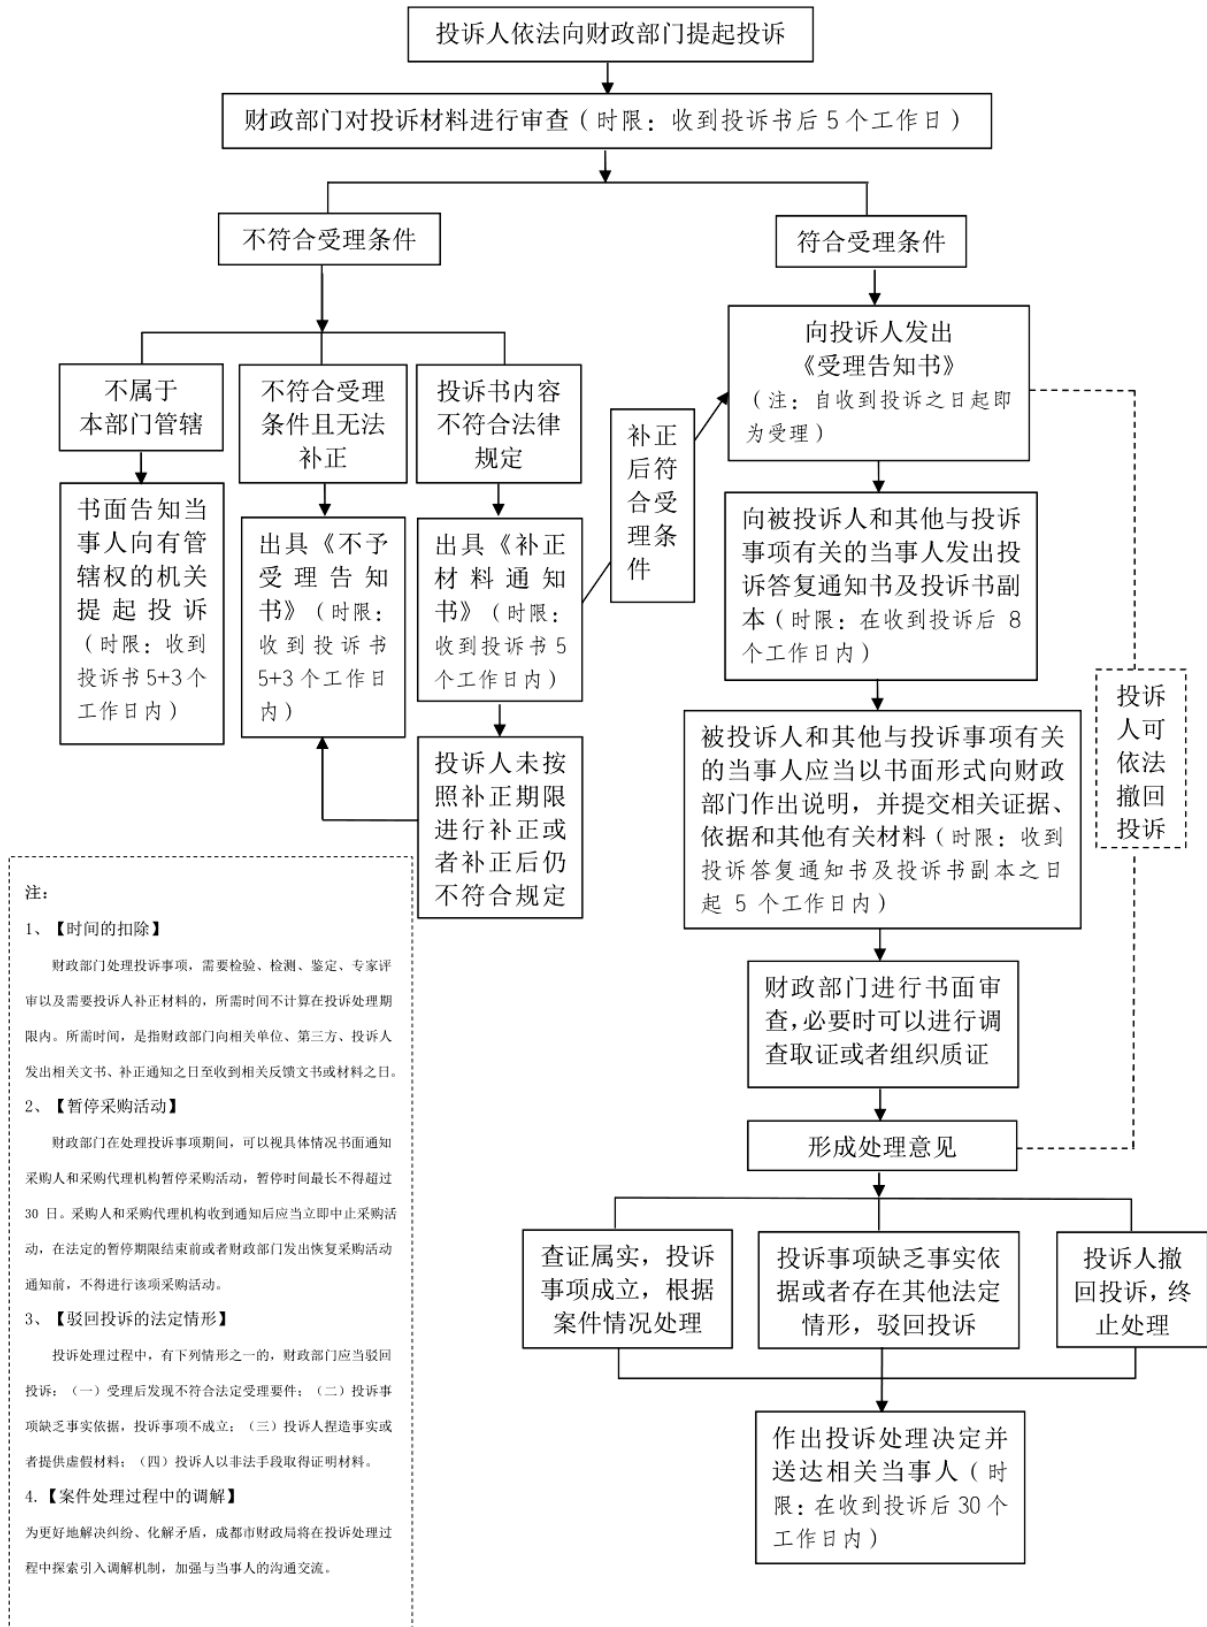 投诉人依法向财政部门提起投诉
财政部门对投诉材料进行审查（时限：收到投诉书后5个工作日）
不符合受理条件
符合受理条件
不属于
本部门管辖
不符合受理
条件且无法
补正
投诉书内容
不符合法律
规定
书面告知当
事人向有管
辖权的机关
提起投诉
（时限：收到
投诉书5+3个
工作日内）
出具《不予
受理告知
书》（时限：
收到投诉书
5+3个工作日
内）
出具《补正
材料通知
书》（时限：
收到投诉书5
个工作日内）
投诉人未按
照补正期限
进行补正或
者补正后仍
不符合规定
补正
后符
合受
理条
件
向投诉人发出
《受理告知书》
（注：自收到投诉之日起即
为受理）
向被投诉人和其他与投诉
事项有关的当事人发出投
诉答复通知书及投诉书副
本（时限：在收到投诉后 8
个工作日内）
被投诉人和其他与投诉事项有关
的当事人应当以书面形式向财政
部门作出说明，并提交相关证据、
依据和其他有关材料（时限：收到
投诉答复通知书及投诉书副本之日
起 5 个工作日内）
投诉
人可
依法
撤回
投诉
财政部门进行书面审
查，必要时可以进行调
查取证或者组织质证
形成处理意见
查证属实，投诉
事项成立，根据
案件情况处理
投诉事项缺乏事实依
据或者存在其他法定
情形，驳回投诉
投诉人撤
回投诉，终
止处理
作出投诉处理决定并
送达相关当事人（时
限：在收到投诉后30个
工作日内）
注：
1、【时间的扣除】
财政部门处理投诉事项，需要检验、检测、鉴定、专家评
审以及需要投诉人补正材料的，所需时间不计算在投诉处理期
限内。所需时间，是指财政部门向相关单位、第三方、投诉人
发出相关文书、补正通知之日至收到相关反馈文书或材料之日。
2、【暂停采购活动】
财政部门在处理投诉事项期间，可以视具体情况书面通知
采购人和采购代理机构暂停采购活动，暂停时间最长不得超过
30 日。采购人和采购代理机构收到通知后应当立即中止采购活
动，在法定的暂停期限结束前或者财政部门发出恢复采购活动
通知前，不得进行该项采购活动。
3、【驳回投诉的法定情形】
投诉处理过程中，有下列情形之一的，财政部门应当驳回
投诉：（一）受理后发现不符合法定受理要件；（二）投诉事
项缺乏事实依据，投诉事项不成立；（三）投诉人捏造事实或
者提供虚假材料；（四）投诉人以非法手段取得证明材料。
4.【案件处理过程中的调解】
为更好地解决纠纷、化解矛盾，成都市财政局将在投诉处理过
程中探索引入调解机制，加强与当事人的沟通交流。